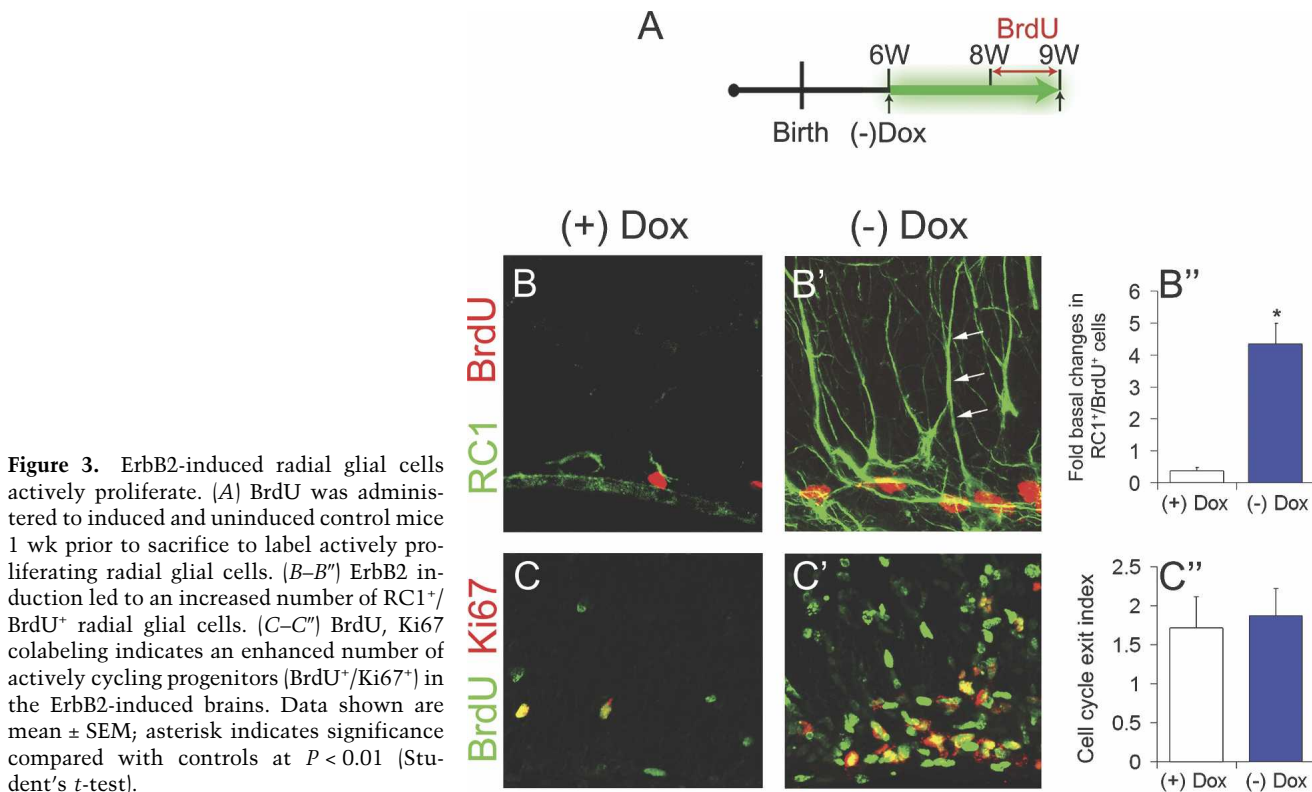 A
BrdU
6W 8W 9W
Birth (-)Dox
(+) Dox (-) Dox
RC1 BrdU
B
B'
B''
Fold basal changes in
RC1⁺/BrdU⁺ cells
6
5
4
3
2
1
0
*
(+) Dox (-) Dox
BrdU Ki67
C
C'
C''
Cell cycle exit index
2.5
2
1.5
1
0.5
0
(+) Dox (-) Dox
Figure 3. ErbB2-induced radial glial cells
actively proliferate. (A) BrdU was adminis-
tered to induced and uninduced control mice
1 wk prior to sacrifice to label actively pro-
liferating radial glial cells. (B–B″) ErbB2 in-
duction led to an increased number of RC1⁺/
BrdU⁺ radial glial cells. (C–C″) BrdU, Ki67
colabeling indicates an enhanced number of
actively cycling progenitors (BrdU⁺/Ki67⁺) in
the ErbB2-induced brains. Data shown are
mean ± SEM; asterisk indicates significance
compared with controls at P < 0.01 (Stu-
dent's t-test).